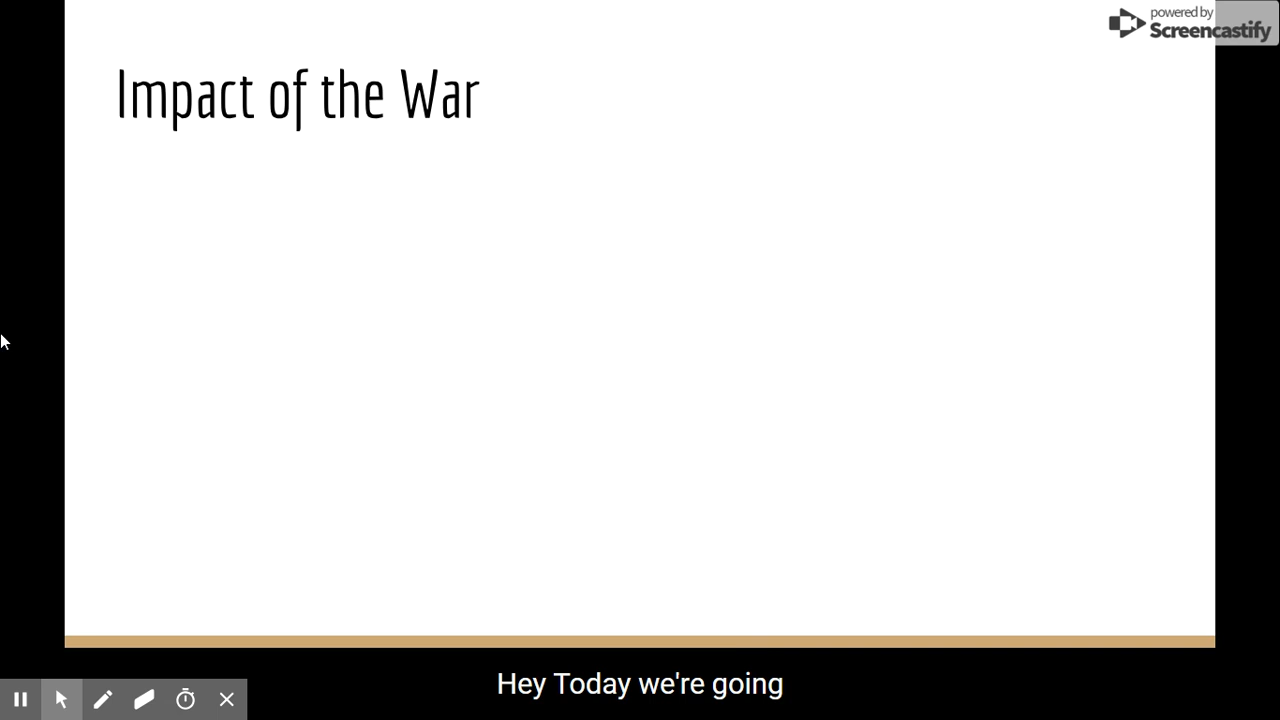 powered by
Screencastify
Impact of the War
Hey Today we're going